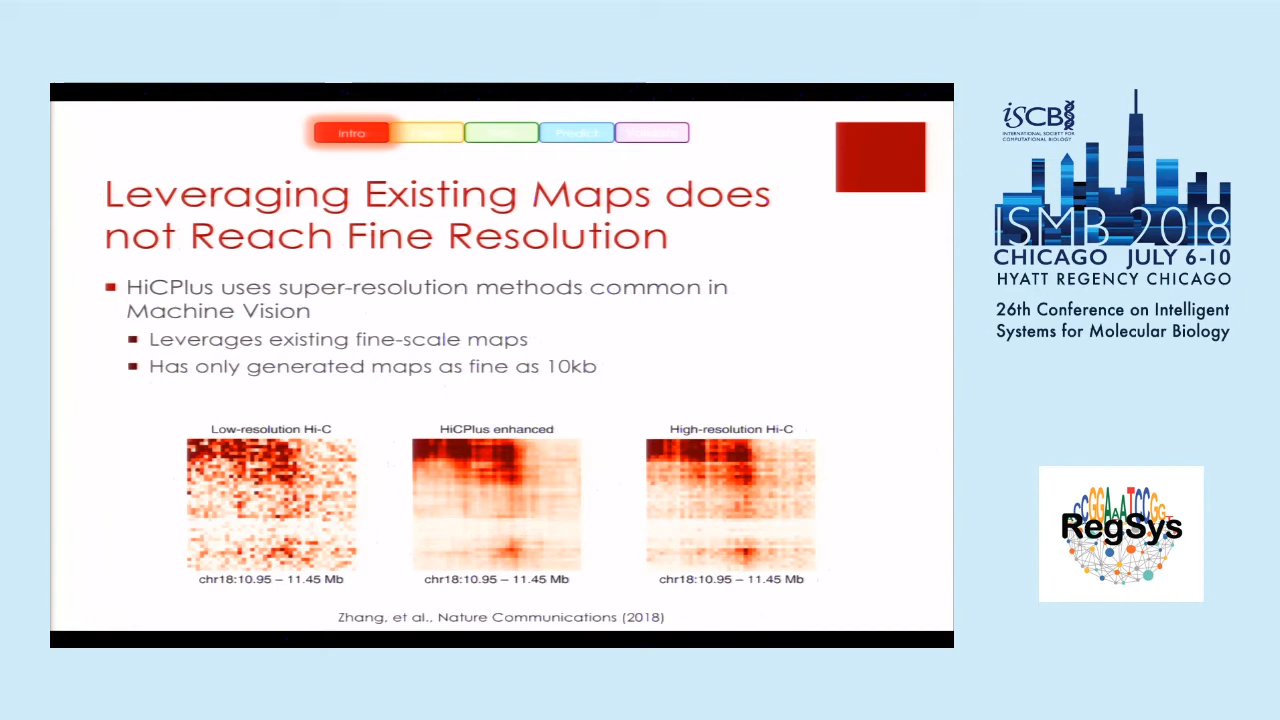 Intro
Predict
Leveraging Existing Maps does
not Reach Fine Resolution
HiCPlus uses super-resolution methods common in
Machine Vision
Leverages existing fine-scale maps
Has only generated maps as fine as 10kb
Low-resolution Hi-C
HiCPlus enhanced
High-resolution Hi-C
chr18:10.95 – 11.45 Mb
chr18:10.95 – 11.45 Mb
chr18:10.95 – 11.45 Mb
Zhang, et al., Nature Communications (2018)
iSCB
INTERNATIONAL SOCIETY FOR
COMPUTATIONAL BIOLOGY
ISMB 2018
CHICAGO JULY 6-10
HYATT REGENCY CHICAGO
26th Conference on Intelligent
Systems for Molecular Biology
RegSys